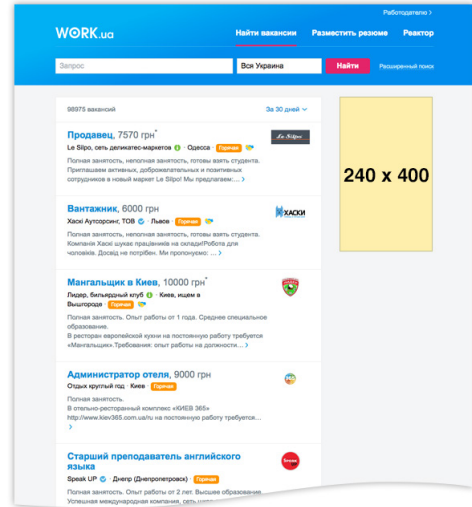 Работодателю >
WORK.ua
Найти вакансии Разместить резюме Реактор
Запрос Вся Украина Найти Расширенный поиск
98975 вакансий За 30 дней
Продавец, 7570 грн*
Le Silpo
Le Silpo, сеть деликатес-маркетов · Одесса · Горячая
Полная занятость, неполная занятость, готовы взять студента.
Приглашаем активных, доброжелательных и позитивных
сотрудников в новый маркет Le Silpo! Мы предлагаем:… >
240 x 400
Вантажник, 6000 грн
ХАСКИ
Хаскі Аутсорсинг, ТОВ · Львов · Горячая
Полная занятость, неполная занятость, готовы взять студента.
Компанія Хаскі шукає працівників на склади!Робота для
чоловіків. Досвід не потрібен. Ми пропонуємо: … >
Мангальщик в Киев, 10000 грн*
Лидер, бильярдный клуб · Киев, ищем в
Вышгороде · Горячая
Полная занятость. Опыт работы от 1 года. Среднее специальное
образование.
В ресторан европейской кухни на постоянную работу требуется
«Мангальщик».Требования: опыт работы на должности… >
Администратор отеля, 9000 грн
365
Отдых круглый год · Киев · Горячая
Полная занятость.
В отельно-ресторанный комплекс «КИЕВ 365»
http://www.kiev365.com.ua/ru на постоянную работу требуется…
>
Старший преподаватель английского
языка
Speak UP
Speak UP · Днепр (Днепропетровск) · Горячая
Полная занятость. Опыт работы от 2 лет. Высшее образование.
Успешная международная компания, сеть